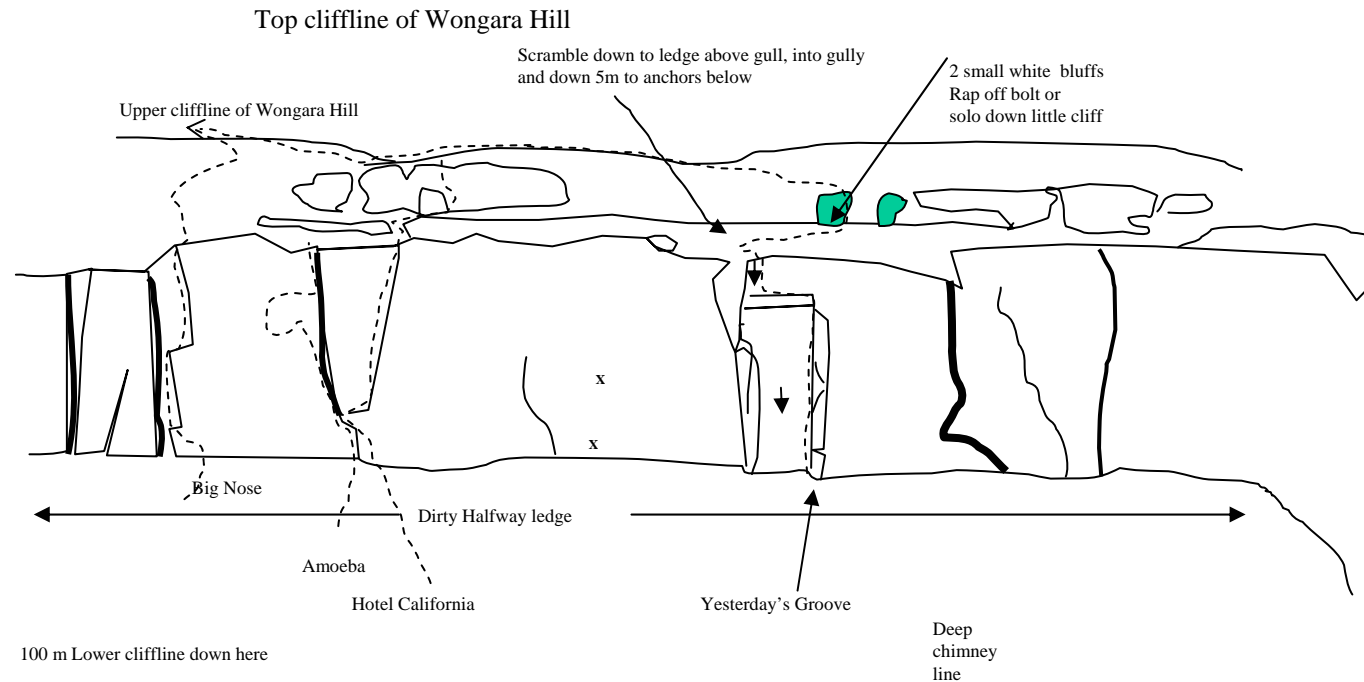 Top cliffline of Wongara Hill
Scramble down to ledge above gull, into gully
and down 5m to anchors below
2 small white bluffs
Rap off bolt or
solo down little cliff
Upper cliffline of Wongara Hill
x
x
Big Nose
Dirty Halfway ledge
Amoeba
Hotel California
Yesterday's Groove
Deep
chimney
line
100 m Lower cliffline down here